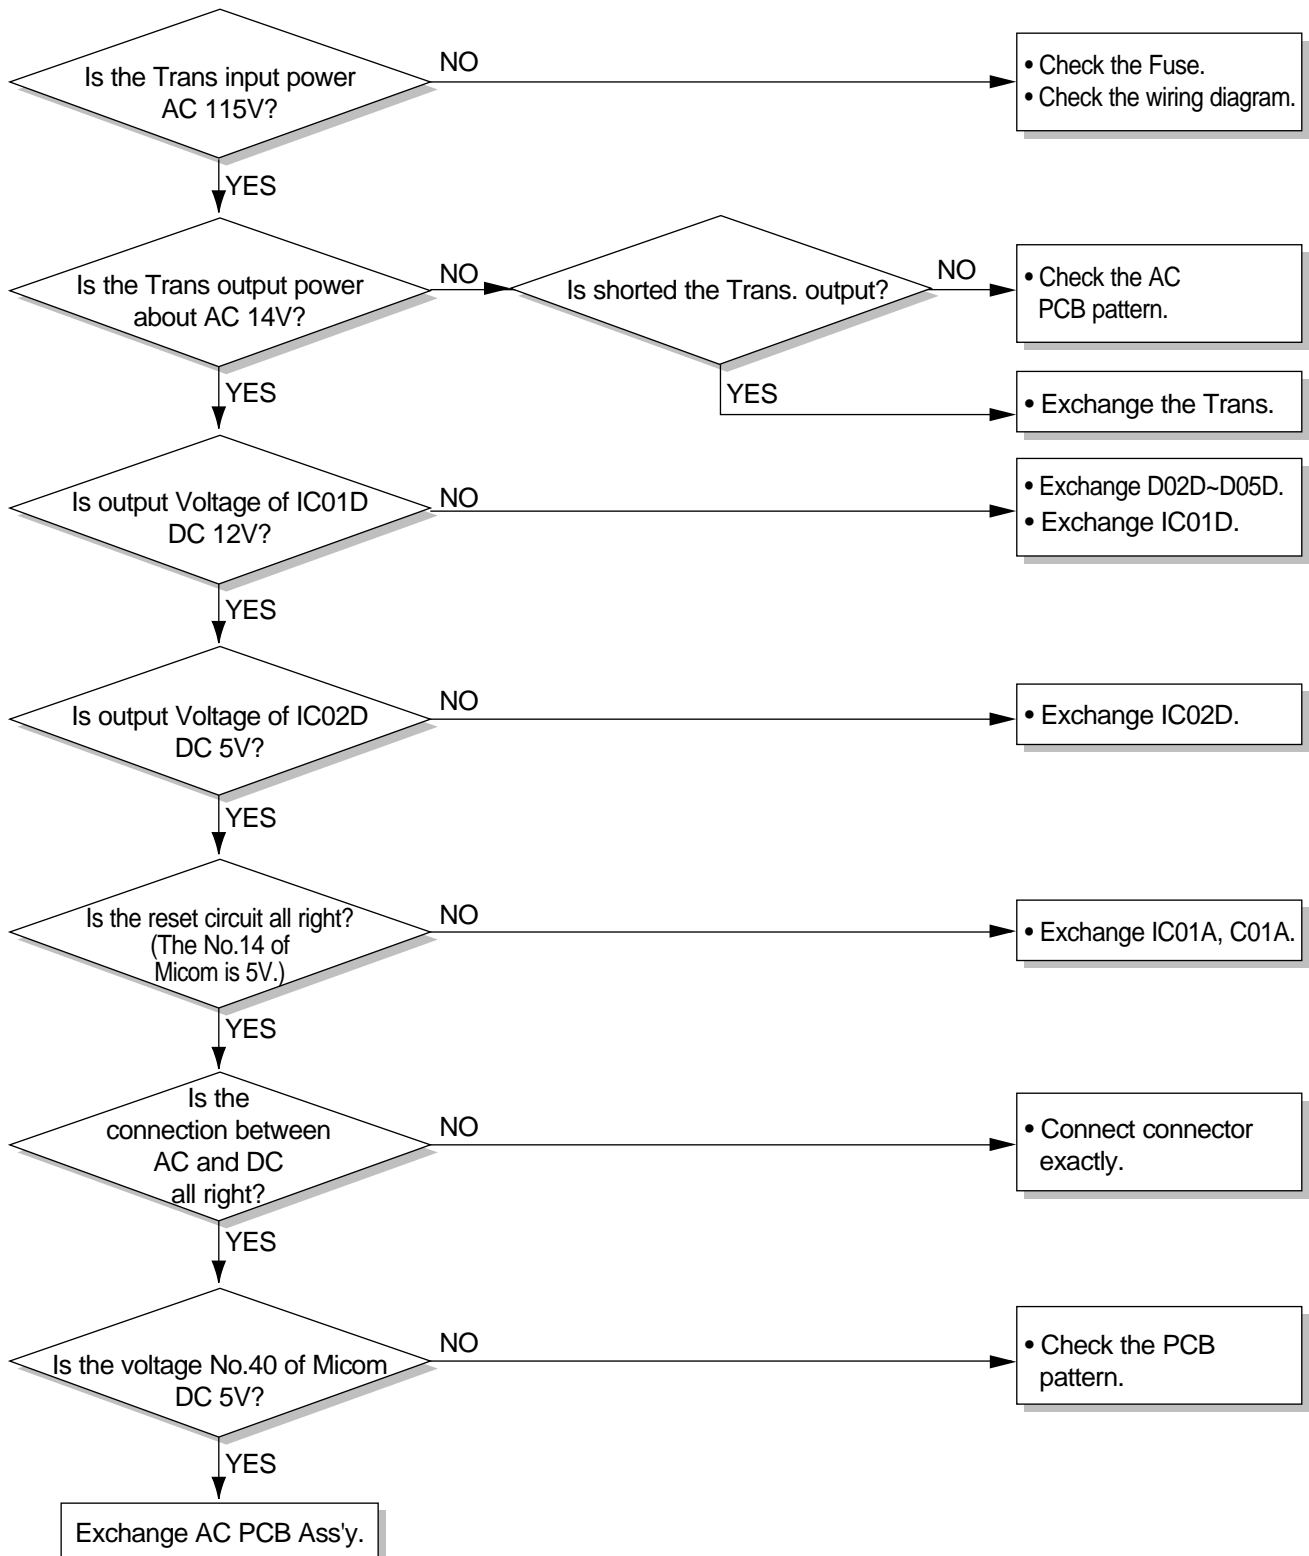 Is the Trans input power
AC 115V?
NO
• Check the Fuse.
• Check the wiring diagram.
YES
Is the Trans output power
about AC 14V?
NO
Is shorted the Trans. output?
NO
• Check the AC
PCB pattern.
YES
• Exchange the Trans.
YES
Is output Voltage of IC01D
DC 12V?
NO
• Exchange D02D~D05D.
• Exchange IC01D.
YES
Is output Voltage of IC02D
DC 5V?
NO
• Exchange IC02D.
YES
Is the reset circuit all right?
(The No.14 of
Micom is 5V.)
NO
• Exchange IC01A, C01A.
YES
Is the
connection between
AC and DC
all right?
NO
• Connect connector
exactly.
YES
Is the voltage No.40 of Micom
DC 5V?
NO
• Check the PCB
pattern.
YES
Exchange AC PCB Ass'y.